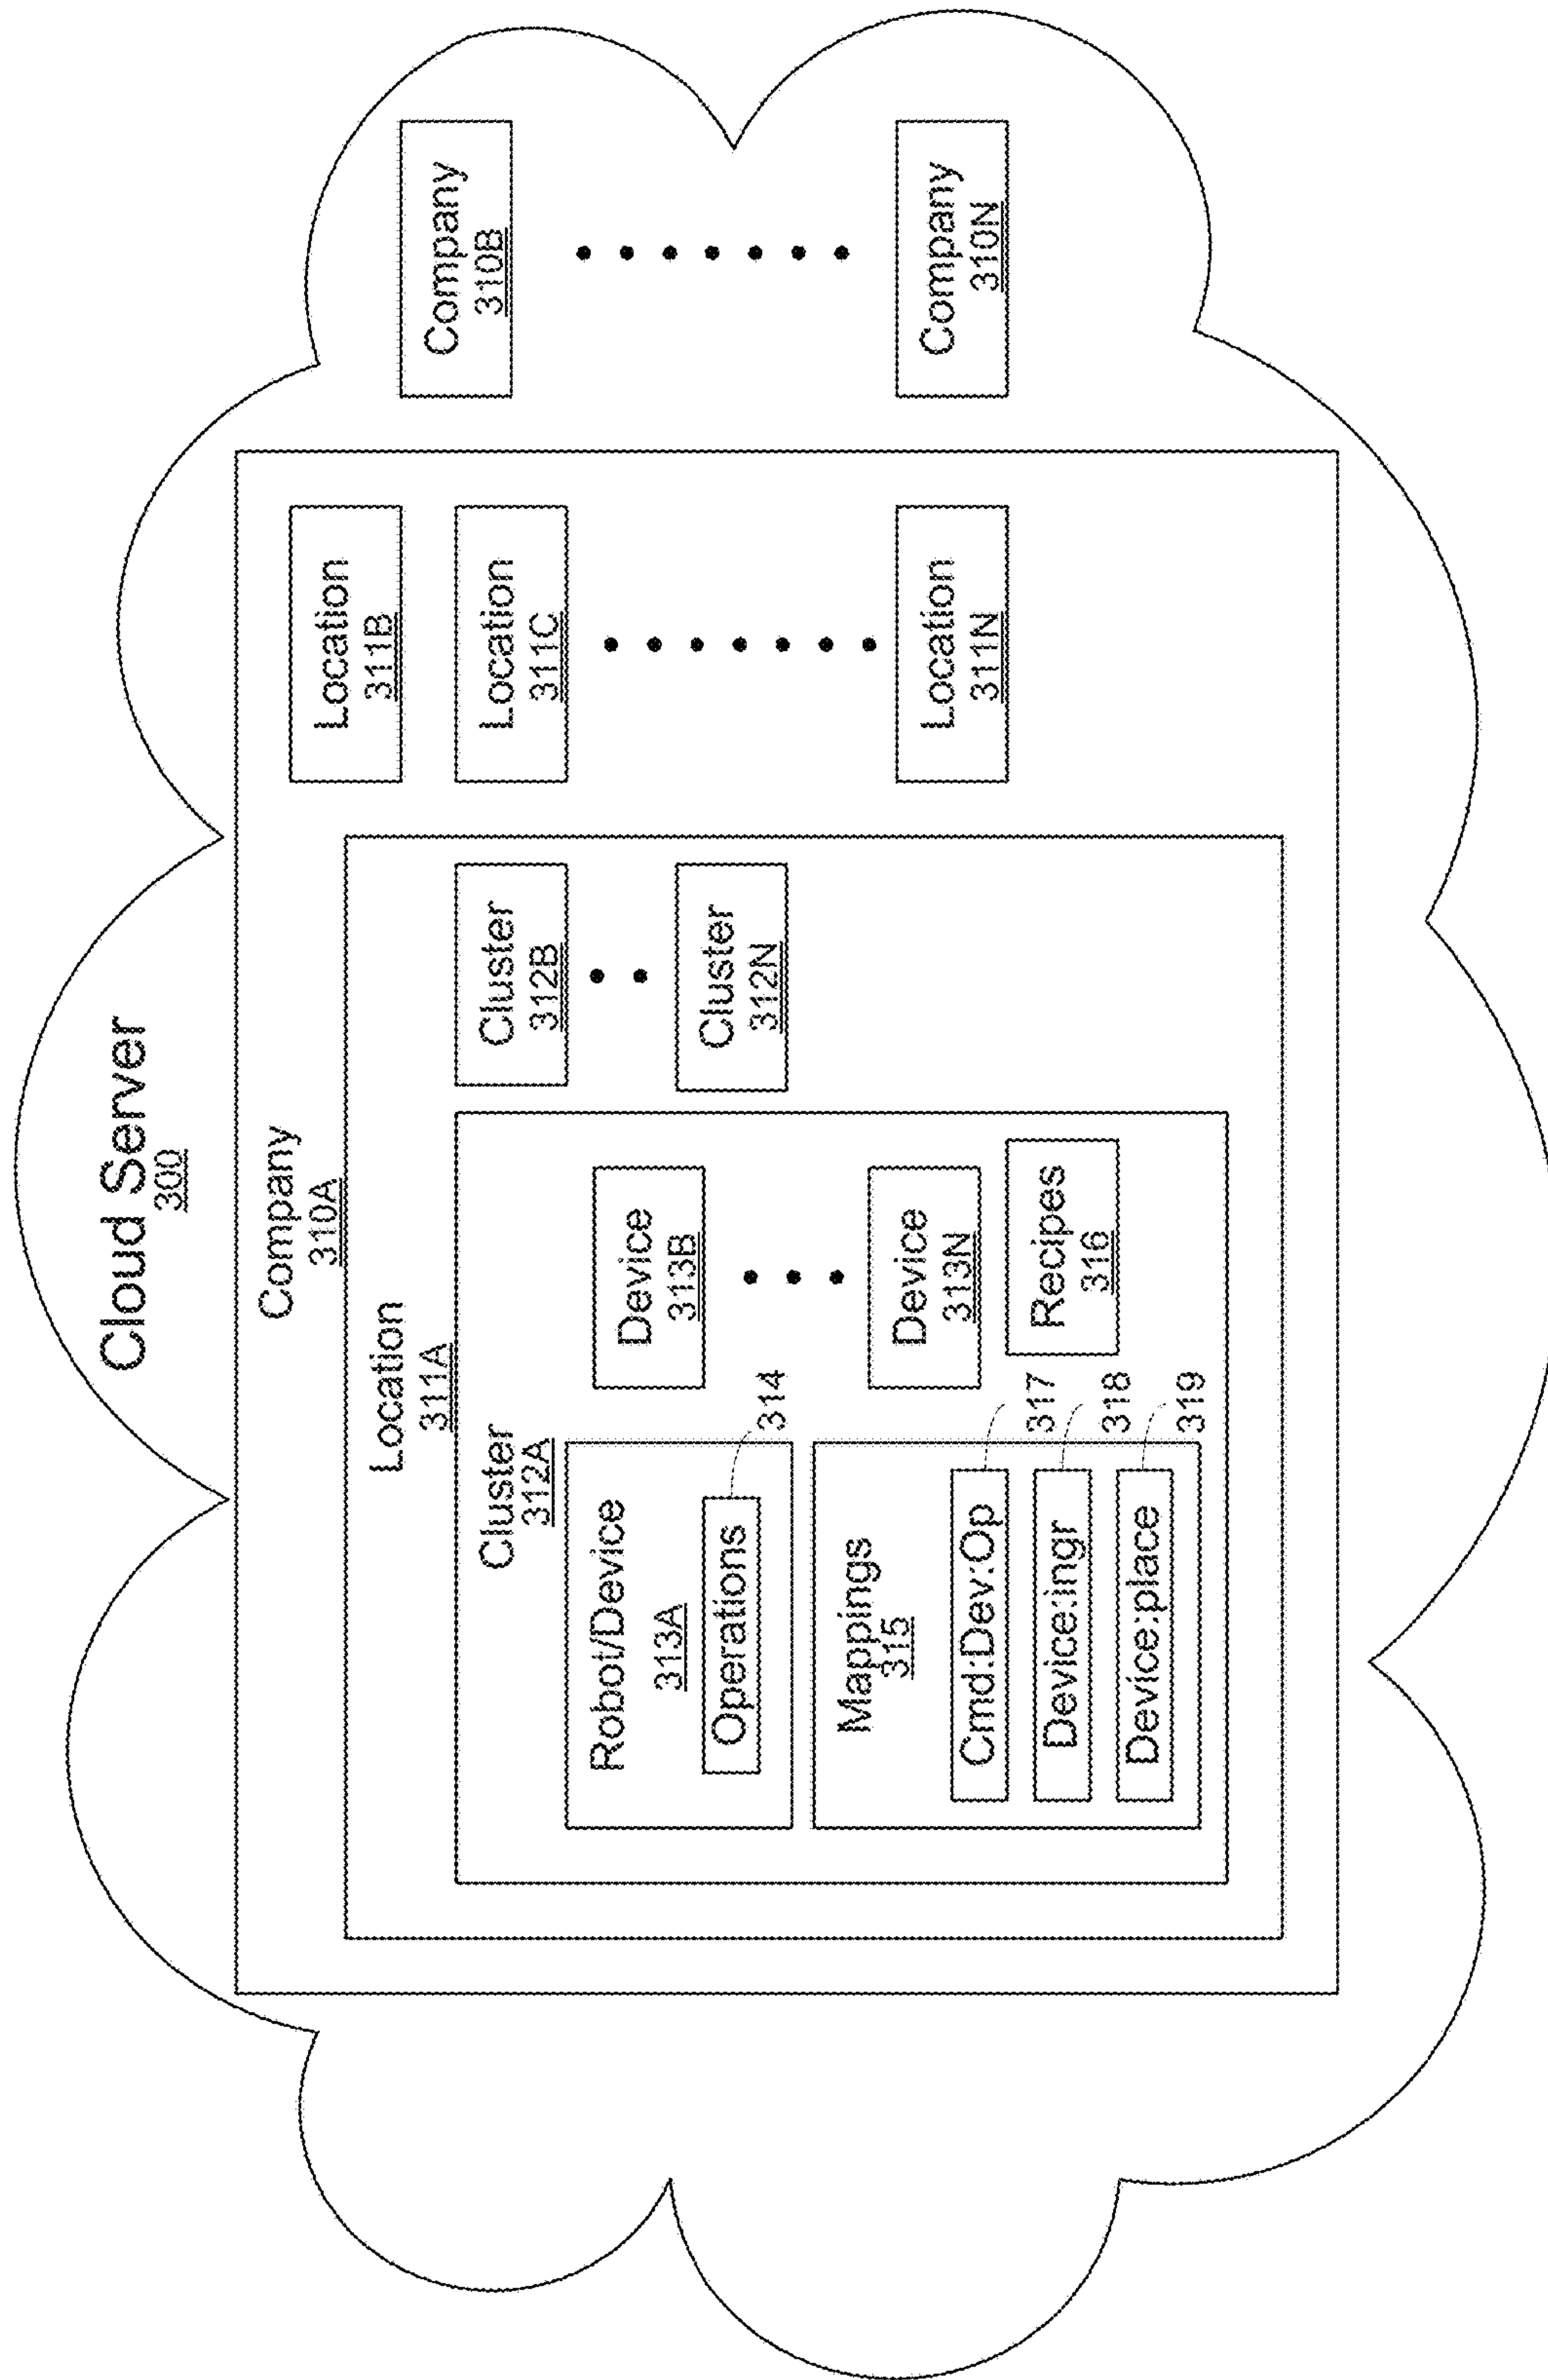 Cloud Server
300
Company
310A
Location
311A
Cluster
312A
Robot/Device
313A
Operations
314
Device
313B
Device
313N
Mappings
315
Cmd:Dev:Op
317
Device:ingr
318
Device:place
319
Recipes
316
Cluster
312B
Cluster
312N
Location
311B
Location
311C
Location
311N
Company
310B
Company
310N